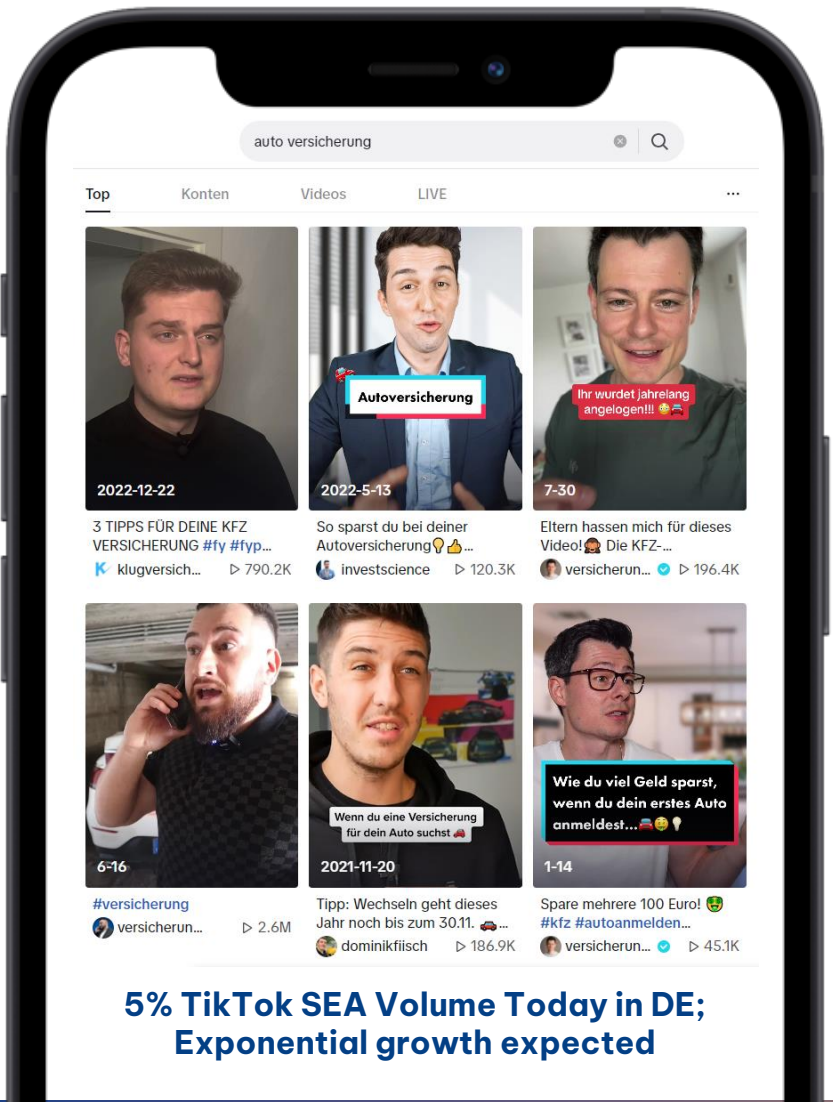 auto versicherung
Top Konten Videos LIVE ...
2022-12-22
Autoversicherung
2022-5-13
Ihr wurdet jahrelang
angelogen!!! 😳🚘
7-30
3 TIPPS FÜR DEINE KFZ
VERSICHERUNG #fy #fyp...
klugversich... 790.2K
So sparst du bei deiner
Autoversicherung💡👍...
investscience 120.3K
Eltern hassen mich für dieses
Video!🙊 Die KFZ-...
versicherun... 196.4K
6-16
Wenn du eine Versicherung
für dein Auto suchst 🚗
2021-11-20
Wie du viel Geld sparst,
wenn du dein erstes Auto
anmeldest...🚘🤑💡
1-14
#versicherung
versicherun... 2.6M
Tipp: Wechseln geht dieses
Jahr noch bis zum 30.11. 🚗...
dominikfiisch 186.9K
Spare mehrere 100 Euro! 🤑
#kfz #autoanmelden...
versicherun... 45.1K
5% TikTok SEA Volume Today in DE;
Exponential growth expected